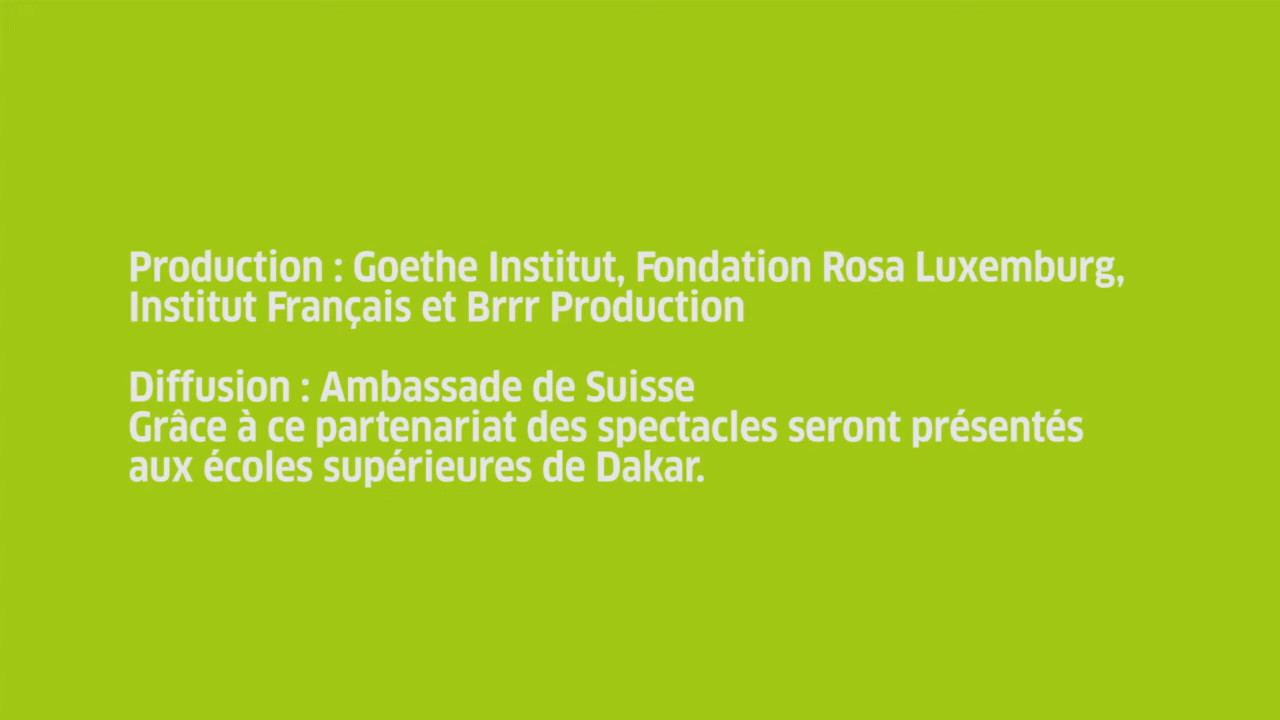 Production : Goethe Institut, Fondation Rosa Luxemburg,
Institut Français et Brrr Production
Diffusion : Ambassade de Suisse
Grâce à ce partenariat des spectacles seront présentés
aux écoles supérieures de Dakar.